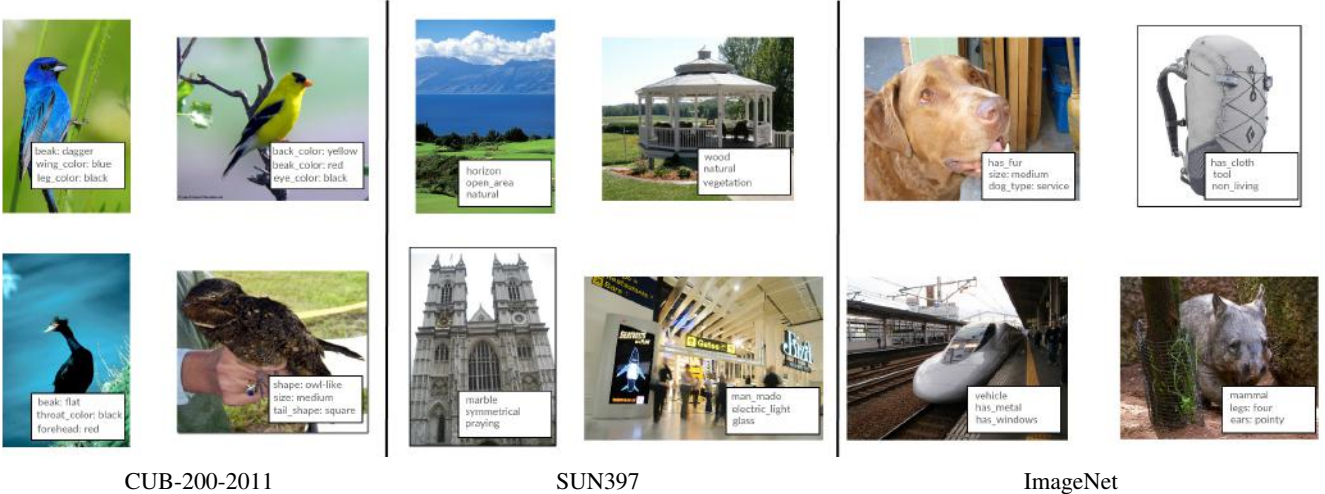 beak: dagger
wing_color: blue
leg_color: black
back_color: yellow
beak_color: red
eye_color: black
horizon
open_area
natural
wood
natural
vegetation
has_fur
size: medium
dog_type: service
has_cloth
tool
non_living
beak: flat
throat_color: black
forehead: red
shape: owl-like
size: medium
tail_shape: square
marble
symmetrical
praying
Restaurants
Bars
Gates
man_made
electric_light
glass
vehicle
has_metal
has_windows
mammal
legs: four
ears: pointy
CUB-200-2011
SUN397
ImageNet